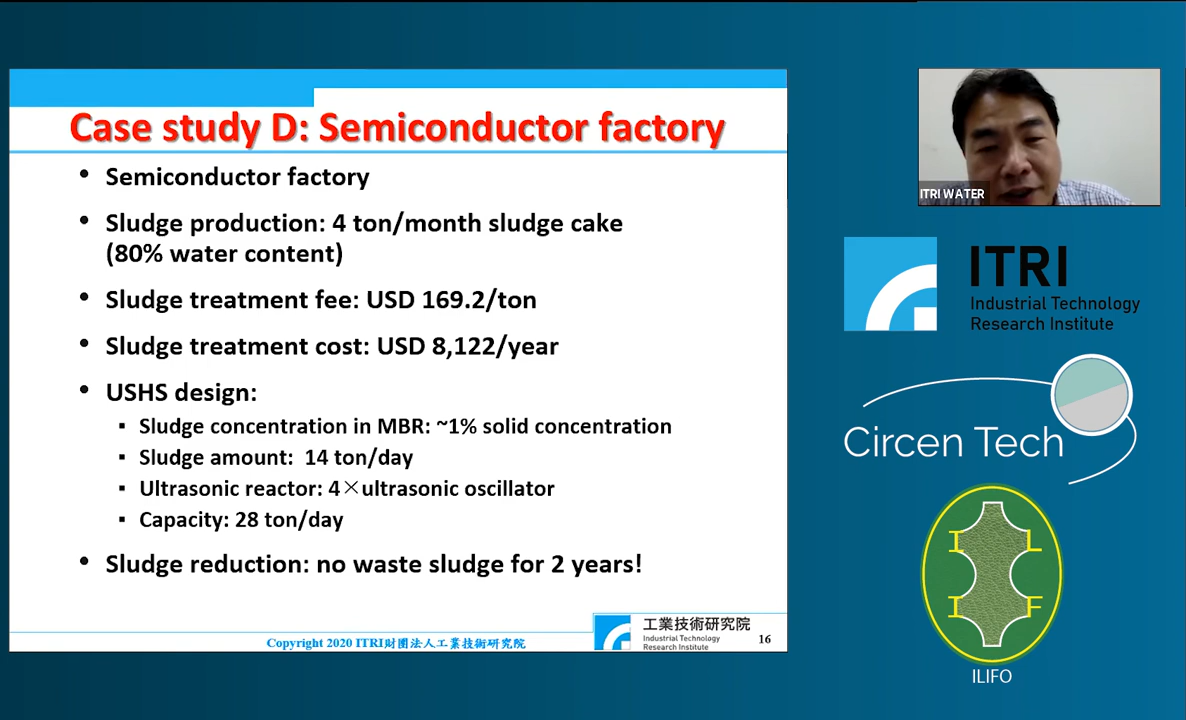 Case study D: Semiconductor factory
• Semiconductor factory
• Sludge production: 4 ton/month sludge cake
(80% water content)
• Sludge treatment fee: USD 169.2/ton
• Sludge treatment cost: USD 8,122/year
• USHS design:
▪ Sludge concentration in MBR: ~1% solid concentration
▪ Sludge amount: 14 ton/day
▪ Ultrasonic reactor: 4×ultrasonic oscillator
▪ Capacity: 28 ton/day
• Sludge reduction: no waste sludge for 2 years!
Copyright 2020 ITRI財團法人工業技術研究院
工業技術研究院
Industrial Technology
Research Institute
16
ITRI WATER
ITRI
Industrial Technology
Research Institute
Circen Tech
I L
I F
ILIFO